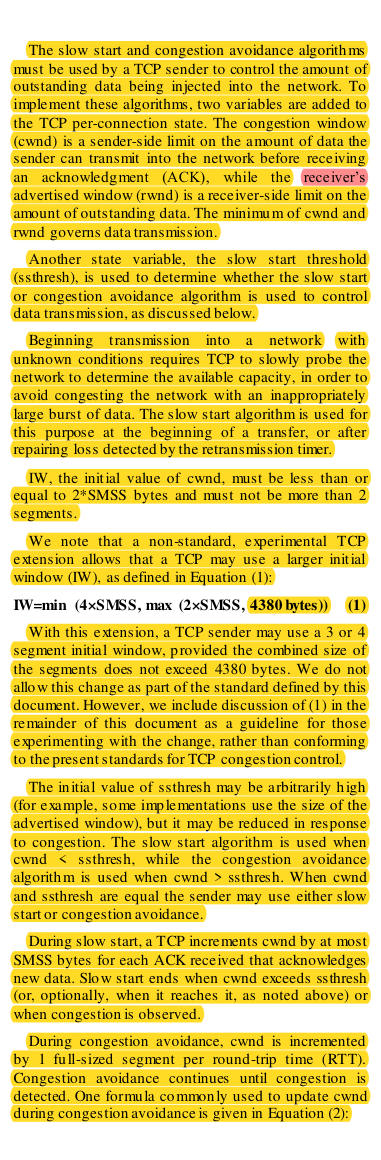 The slow start and congestion avoidance algorithms
must be used by a TCP sender to control the amount of
outstanding data being injected into the network. To
implement these algorithms, two variables are added to
the TCP per-connection state. The congestion window
(cwnd) is a sender-side limit on the amount of data the
sender can transmit into the network before receiving
an acknowledgment (ACK), while the receiver's
advertised window (rwnd) is a receiver-side limit on the
amount of outstanding data. The minimum of cwnd and
rwnd governs data transmission.
Another state variable, the slow start threshold
(ssthresh), is used to determine whether the slow start
or congestion avoidance algorithm is used to control
data transmission, as discussed below.
Beginning transmission into a network with
unknown conditions requires TCP to slowly probe the
network to determine the available capacity, in order to
avoid congesting the network with an inappropriately
large burst of data. The slow start algorithm is used for
this purpose at the beginning of a transfer, or after
repairing loss detected by the retransmission timer.
IW, the initial value of cwnd, must be less than or
equal to 2*SMSS bytes and must not be more than 2
segments.
We note that a non-standard, experimental TCP
extension allows that a TCP may use a larger initial
window (IW), as defined in Equation (1):
IW=min (4×SMSS, max (2×SMSS, 4380 bytes)) (1)
With this extension, a TCP sender may use a 3 or 4
segment initial window, provided the combined size of
the segments does not exceed 4380 bytes. We do not
allow this change as part of the standard defined by this
document. However, we include discussion of (1) in the
remainder of this document as a guideline for those
experimenting with the change, rather than conforming
to the present standards for TCP congestion control.
The initial value of ssthresh may be arbitrarily high
(for example, some implementations use the size of the
advertised window), but it may be reduced in response
to congestion. The slow start algorithm is used when
cwnd < ssthresh, while the congestion avoidance
algorithm is used when cwnd > ssthresh. When cwnd
and ssthresh are equal the sender may use either slow
start or congestion avoidance.
During slow start, a TCP increments cwnd by at most
SMSS bytes for each ACK received that acknowledges
new data. Slow start ends when cwnd exceeds ssthresh
(or, optionally, when it reaches it, as noted above) or
when congestion is observed.
During congestion avoidance, cwnd is incremented
by 1 full-sized segment per round-trip time (RTT).
Congestion avoidance continues until congestion is
detected. One formula commonly used to update cwnd
during congestion avoidance is given in Equation (2):